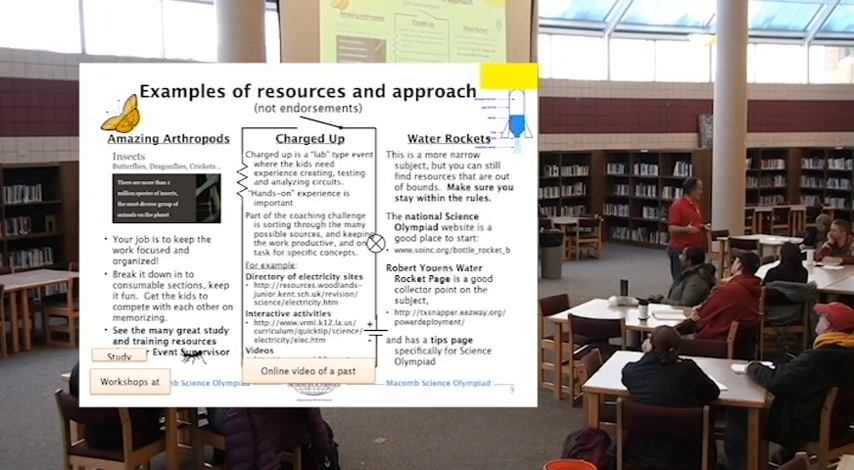 Examples of resources and approach
(not endorsements)
Amazing Arthropods
Insects
Butterflies, Dragonflies, Crickets...
There are more than 1
million species of insects,
the most diverse group of
animals on the planet
• Your job is to keep the
work focused and
organized!
• Break it down in to
consumable sections, keep
it fun. Get the kids to
compete with each other on
memorizing.
• See the many great study
and training resources
Event Supervisor
Study
Workshops at
Charged Up
Charged up is a "lab" type event
where the kids need
experience creating, testing
and analyzing circuits.
"Hands-on" experience is
important
Part of the coaching challenge
is sorting through the many
possible sources, and keeping
the work productive, and on
task for specific concepts.
For example:
Directory of electricity sites
• http://resources.woodlands-
junior.kent.sch.uk/revision/
science/electricity.htm
Interactive activities
• http://www.vrml.k12.la.us/
curriculum/quicktip/science/
electricity/elec.htm
Videos
Online video of a past
Water Rockets
This is a more narrow
subject, but you can still
find resources that are out
of bounds. Make sure you
stay within the rules.
The national Science
Olympiad website is a
good place to start:
• www.soinc.org/bottle_rocket_b
Robert Youens Water
Rocket Page is a good
collector point on the
subject,
• http://txsnapper.eezway.org/
powerdeployment/
and has a tips page
specifically for Science
Olympiad
mb Science Olympiad
Macomb Science Olympiad
9